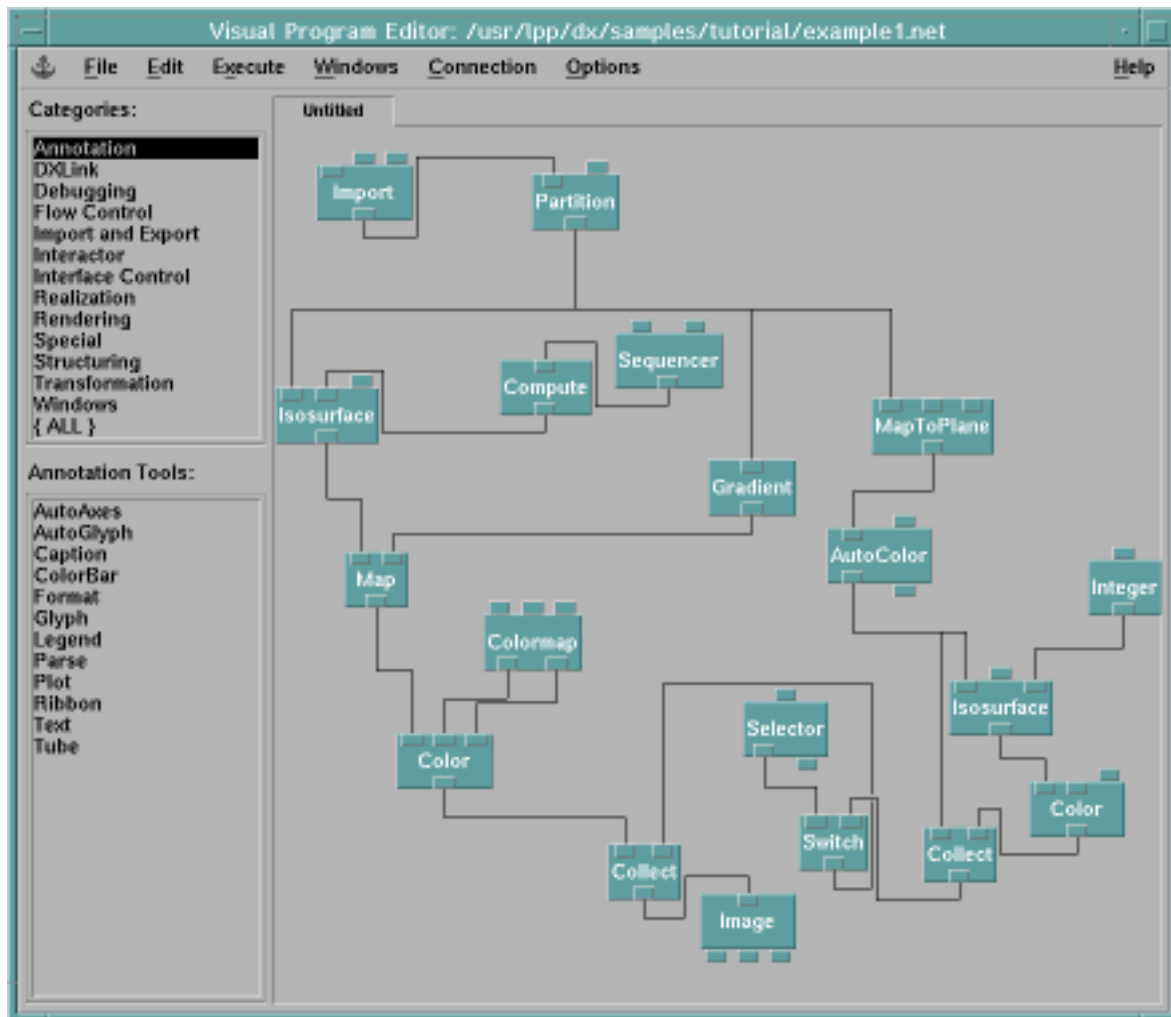 Visual Program Editor: /usr/lpp/dx/samples/tutorial/example1.net
File Edit Execute Windows Connection Options Help
Categories:
Annotation
DXLink
Debugging
Flow Control
Import and Export
Interactor
Interface Control
Realization
Rendering
Special
Structuring
Transformation
Windows
{ ALL }
Annotation Tools:
AutoAxes
AutoGlyph
Caption
ColorBar
Format
Glyph
Legend
Parse
Plot
Ribbon
Text
Tube
Untitled
Import
Partition
Sequencer
Compute
Isosurface
MapToPlane
Gradient
AutoColor
Map
Integer
Colormap
Isosurface
Selector
Color
Color
Switch
Collect
Collect
Image